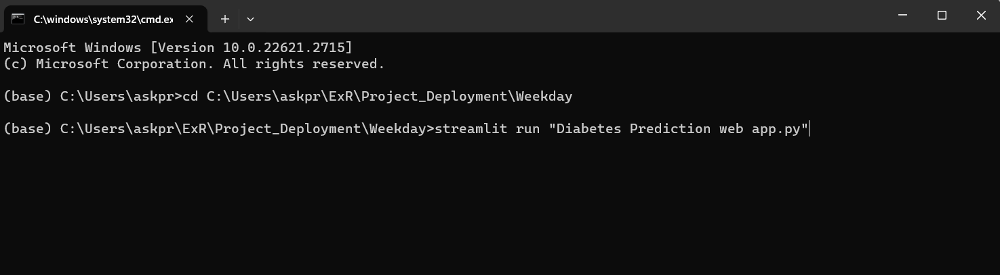 C:\windows\system32\cmd.ex
Microsoft Windows [Version 10.0.22621.2715]
(c) Microsoft Corporation. All rights reserved.
(base) C:\Users\askpr>cd C:\Users\askpr\ExR\Project_Deployment\Weekday
(base) C:\Users\askpr\ExR\Project_Deployment\Weekday>streamlit run "Diabetes Prediction web app.py"